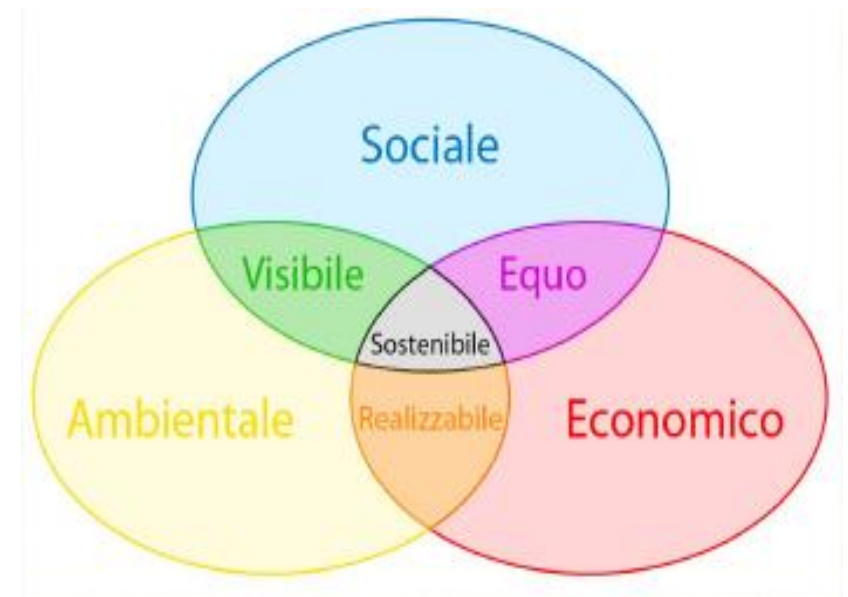 Sociale
Visibile
Equo
Sostenibile
Ambientale
Realizzabile
Economico